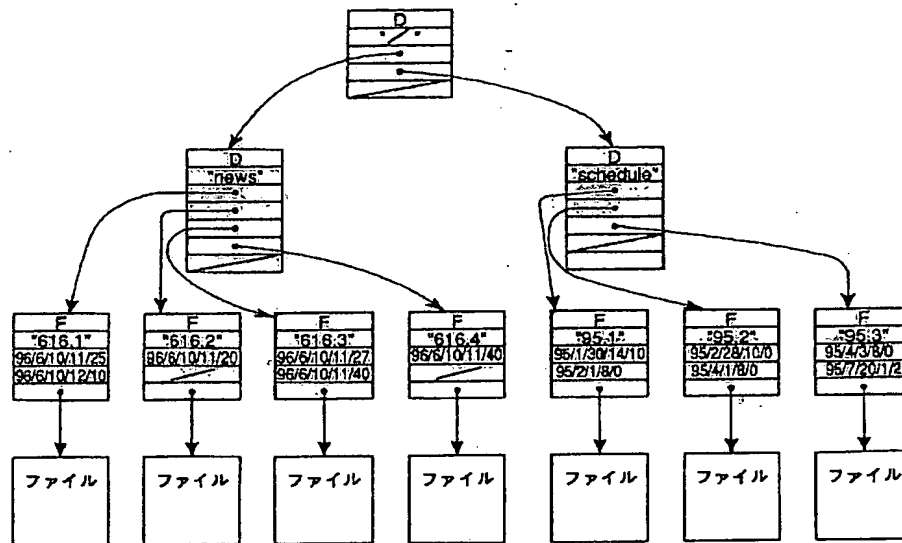 D
"/"
D
"news"
D
"schedule"
F
"616.1"
96/6/10/11/25
96/6/10/12/10
F
"616.2"
96/6/10/11/20
F
"616.3"
96/6/10/11/27
96/6/10/11/40
F
"616.4"
96/6/10/11/40
F
"95.1"
95/1/30/14/10
95/2/1/8/0
F
"95.2"
95/2/28/10/0
95/4/1/8/0
F
"95.3"
95/4/3/8/0
ファイル
ファイル
ファイル
ファイル
ファイル
ファイル
ファイル